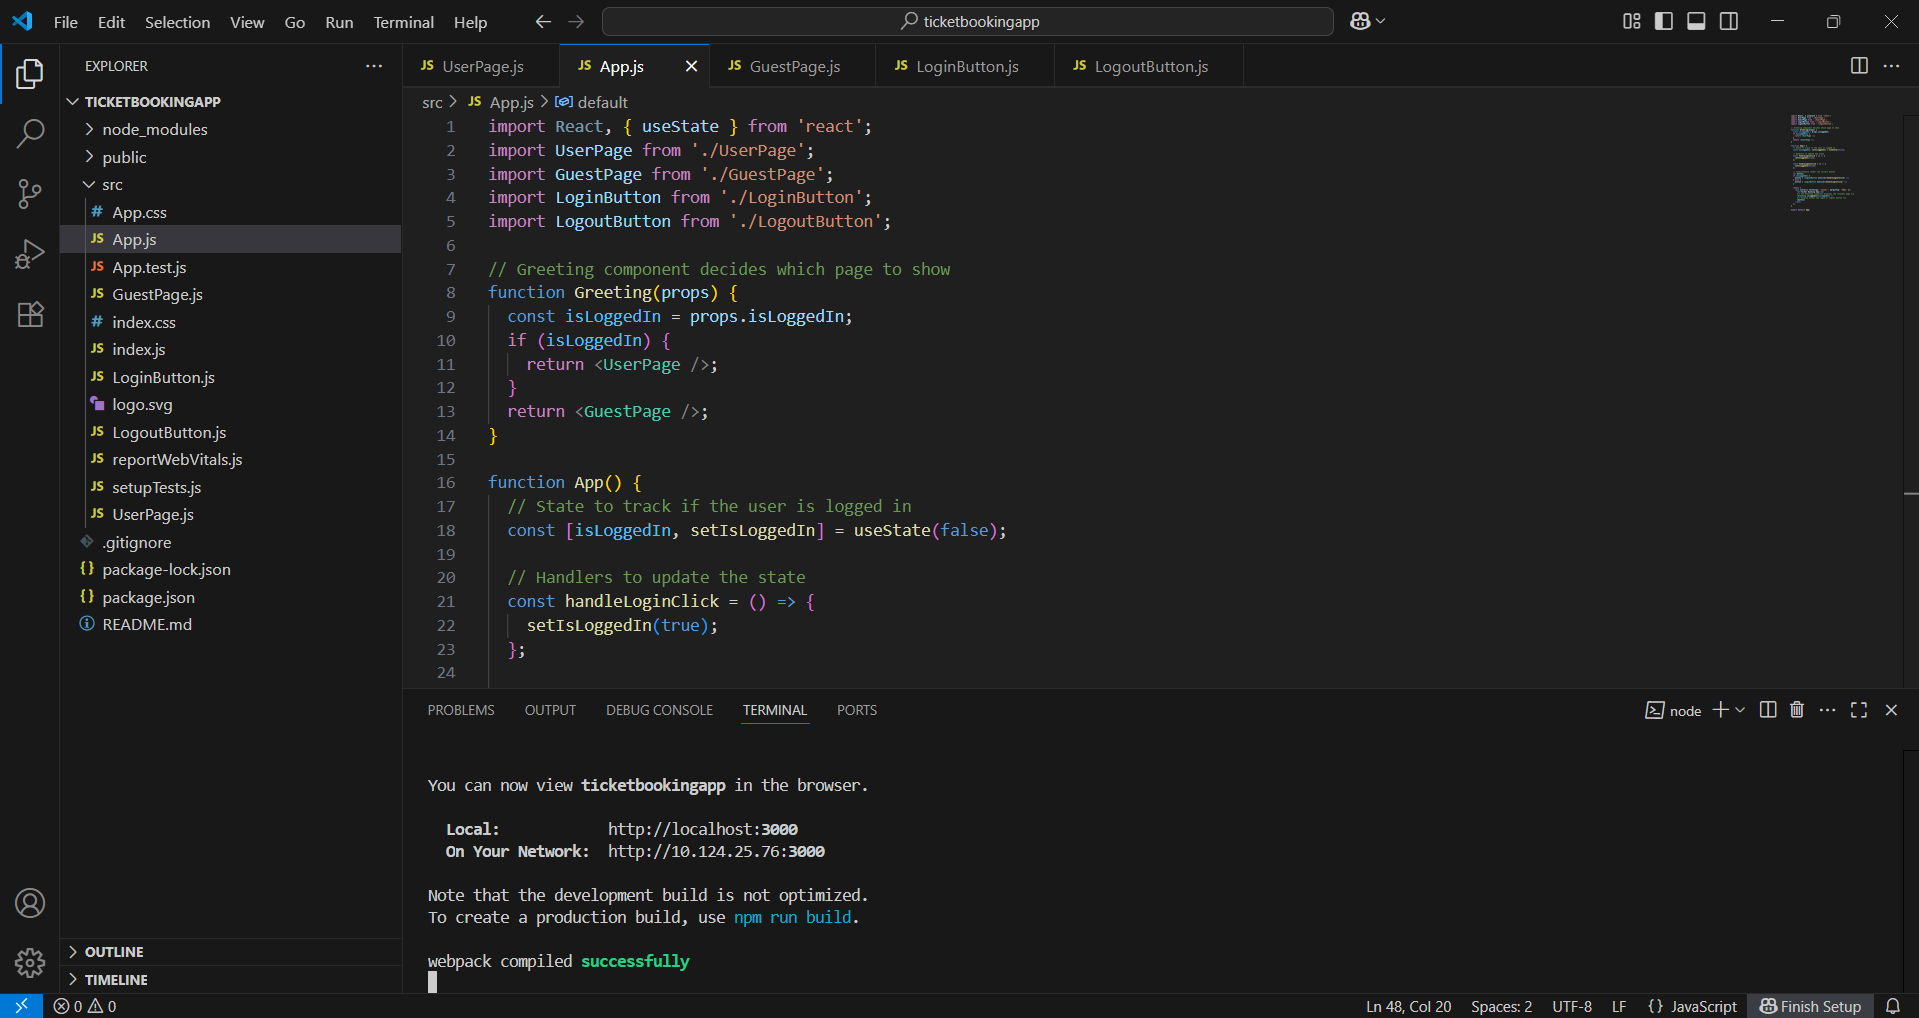 File Edit Selection View Go Run Terminal Help
ticketbookingapp
EXPLORER
TICKETBOOKINGAPP
node_modules
public
src
# App.css
JS App.js
JS App.test.js
JS GuestPage.js
# index.css
JS index.js
JS LoginButton.js
logo.svg
JS LogoutButton.js
JS reportWebVitals.js
JS setupTests.js
JS UserPage.js
.gitignore
{} package-lock.json
{} package.json
README.md
OUTLINE
TIMELINE
JS UserPage.js JS App.js JS GuestPage.js JS LoginButton.js JS LogoutButton.js
src > JS App.js > default
1 import React, { useState } from 'react';
2 import UserPage from './UserPage';
3 import GuestPage from './GuestPage';
4 import LoginButton from './LoginButton';
5 import LogoutButton from './LogoutButton';
6
7 // Greeting component decides which page to show
8 function Greeting(props) {
9 const isLoggedIn = props.isLoggedIn;
10 if (isLoggedIn) {
11 return <UserPage />;
12 }
13 return <GuestPage />;
14 }
15
16 function App() {
17 // State to track if the user is logged in
18 const [isLoggedIn, setIsLoggedIn] = useState(false);
19
20 // Handlers to update the state
21 const handleLoginClick = () => {
22 setIsLoggedIn(true);
23 };
24
PROBLEMS OUTPUT DEBUG CONSOLE TERMINAL PORTS
node
You can now view ticketbookingapp in the browser.
Local: http://localhost:3000
On Your Network: http://10.124.25.76:3000
Note that the development build is not optimized.
To create a production build, use npm run build.
webpack compiled successfully
0 0
Ln 48, Col 20 Spaces: 2 UTF-8 LF {} JavaScript Finish Setup